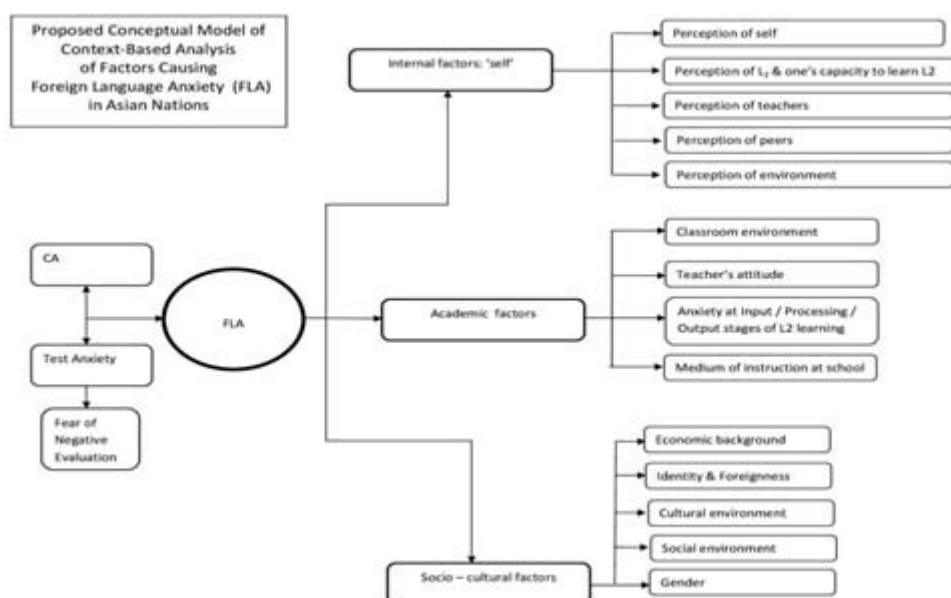 Proposed Conceptual Model of
Context-Based Analysis
of Factors Causing
Foreign Language Anxiety (FLA)
in Asian Nations
Internal factors: 'self'
Perception of self
Perception of L₂ & one's capacity to learn L2
Perception of teachers
Perception of peers
Perception of environment
CA
Test Anxiety
Fear of
Negative
Evaluation
FLA
Academic factors
Classroom environment
Teacher's attitude
Anxiety at Input / Processing /
Output stages of L2 learning
Medium of instruction at school
Socio – cultural factors
Economic background
Identity & Foreignness
Cultural environment
Social environment
Gender